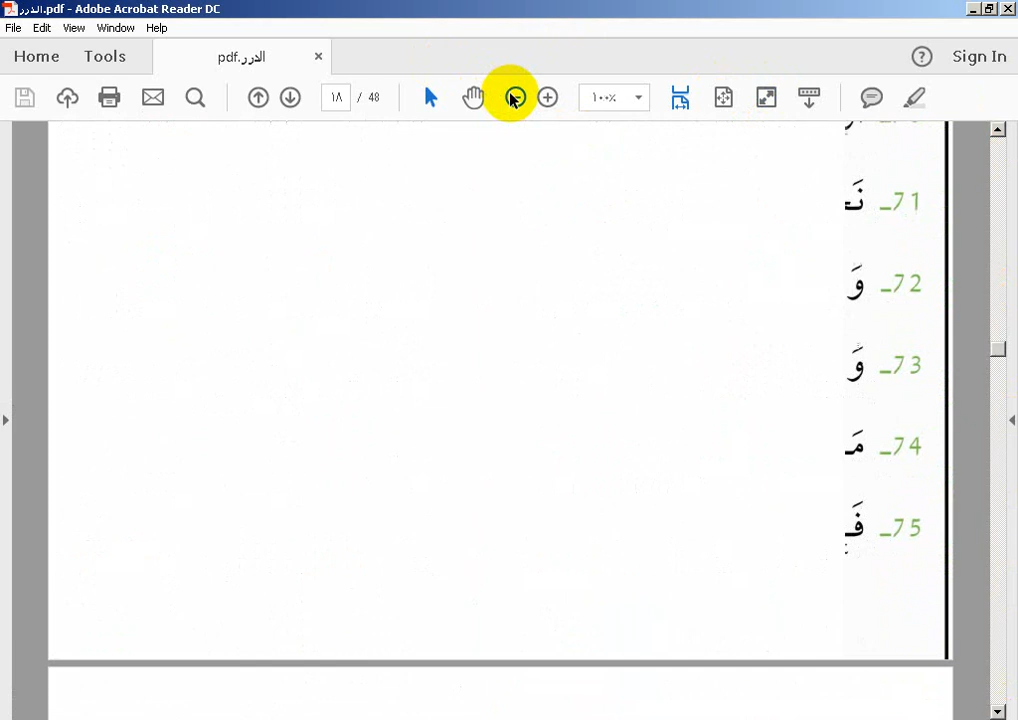 الدرر.pdf - Adobe Acrobat Reader DC
File Edit View Window Help
Home Tools الدرر.pdf × Sign In
١٨ / 48 ١٠٠٪
71ـ
72ـ وَ
73ـ وَ
74ـ
75ـ